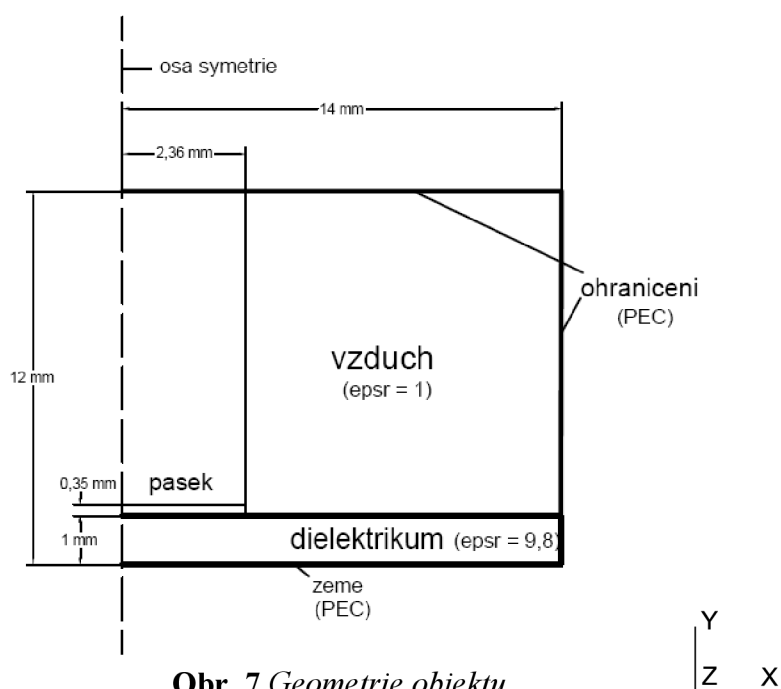 osa symetrie
14 mm
2,36 mm
ohraniceni
(PEC)
vzduch
(epsr = 1)
12 mm
0,35 mm
pasek
1 mm
dielektrikum (epsr = 9,8)
zeme
(PEC)
Y
Z X
Obr. 7 Geometrie objektu